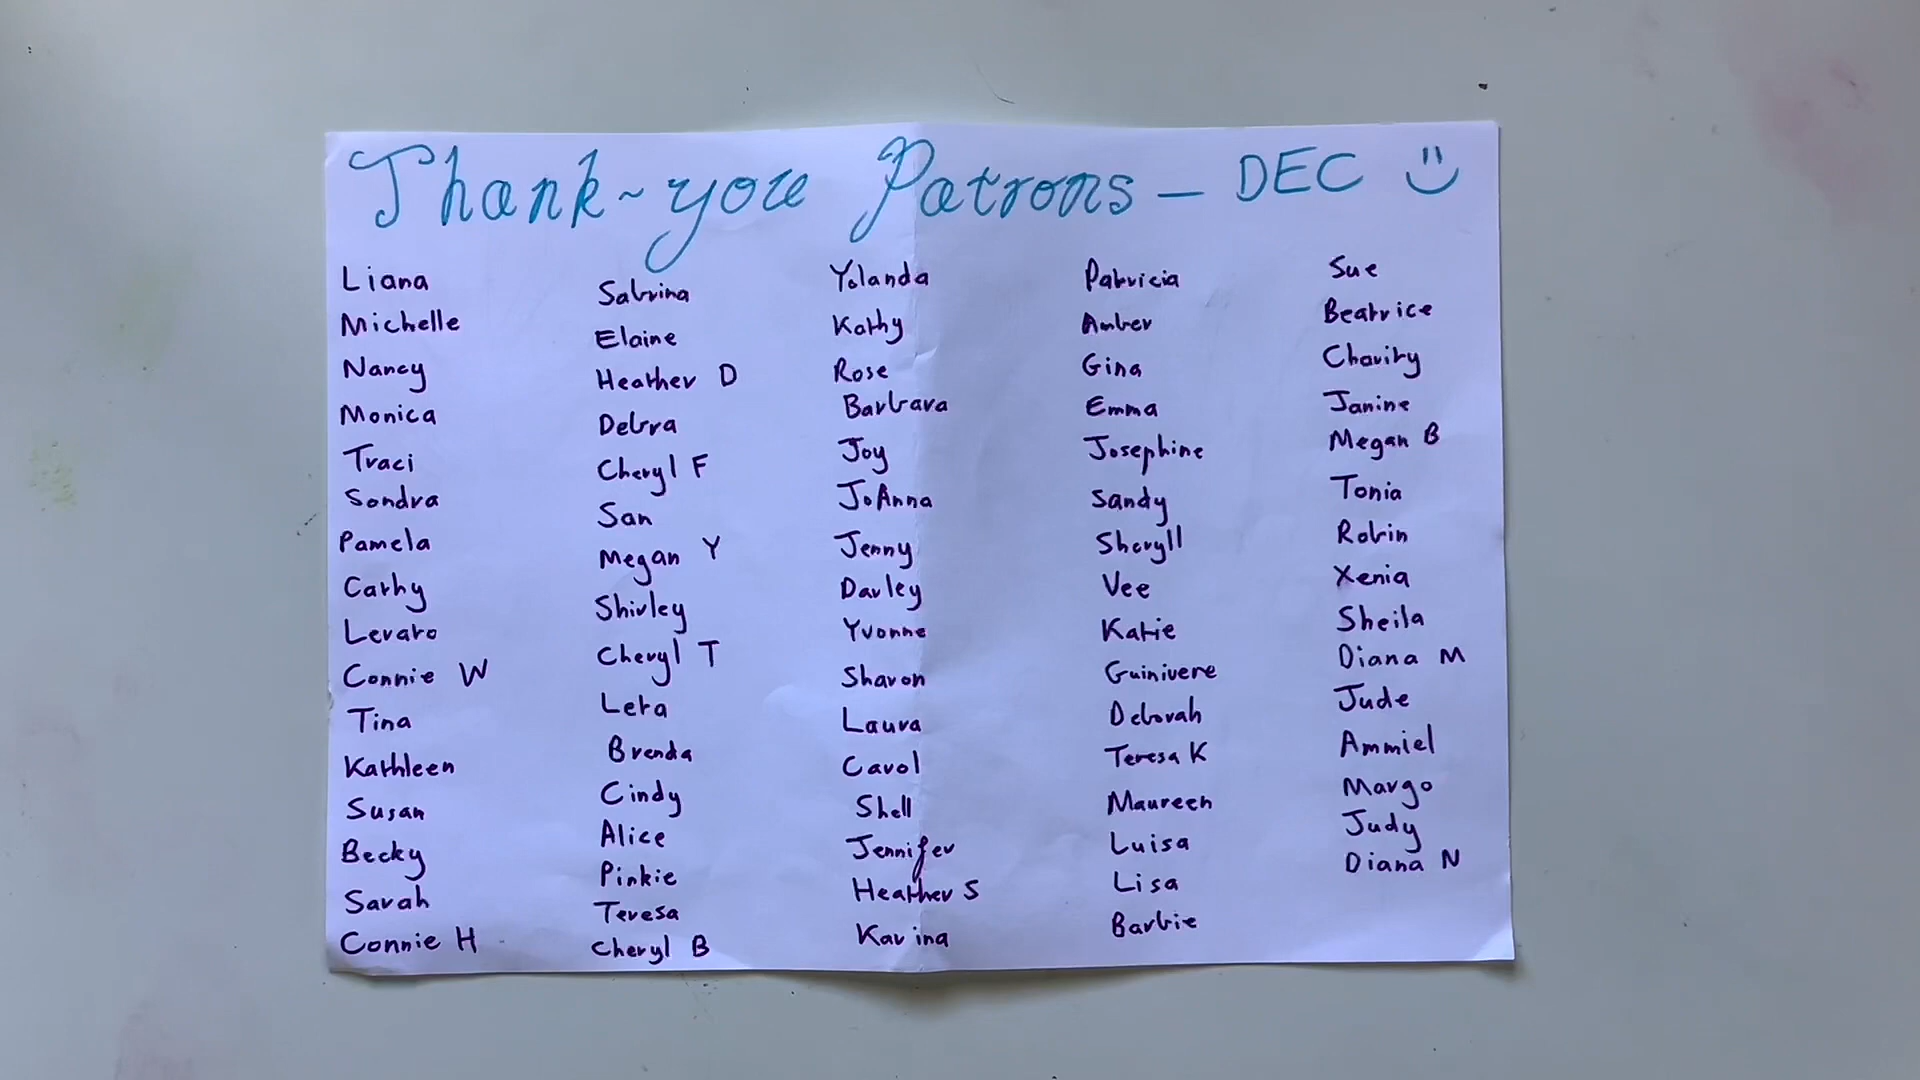 Thank-you Patrons - DEC
Liana
Michelle
Nancy
Monica
Traci
Sondra
Pamela
Cathy
Levato
Connie W
Tina
Kathleen
Susan
Becky
Sarah
Connie H
Sabrina
Elaine
Heather D
Debra
Cheryl F
San
Megan Y
Shirley
Cheryl T
Leta
Brenda
Cindy
Alice
Pinkie
Teresa
Cheryl B
Yolanda
Kathy
Rose
Barbara
Joy
JoAnna
Jenny
Darley
Yvonne
Sharon
Laura
Carol
Shell
Jennifer
Heather S
Karina
Patricia
Amber
Gina
Emma
Josephine
Sandy
Sheryll
Vee
Katie
Guinivere
Deborah
Teresa K
Maureen
Luisa
Lisa
Barbie
Sue
Beatrice
Charity
Janine
Megan B
Tonia
Robin
Xenia
Sheila
Diana M
Jude
Ammiel
Margo
Judy
Diana N